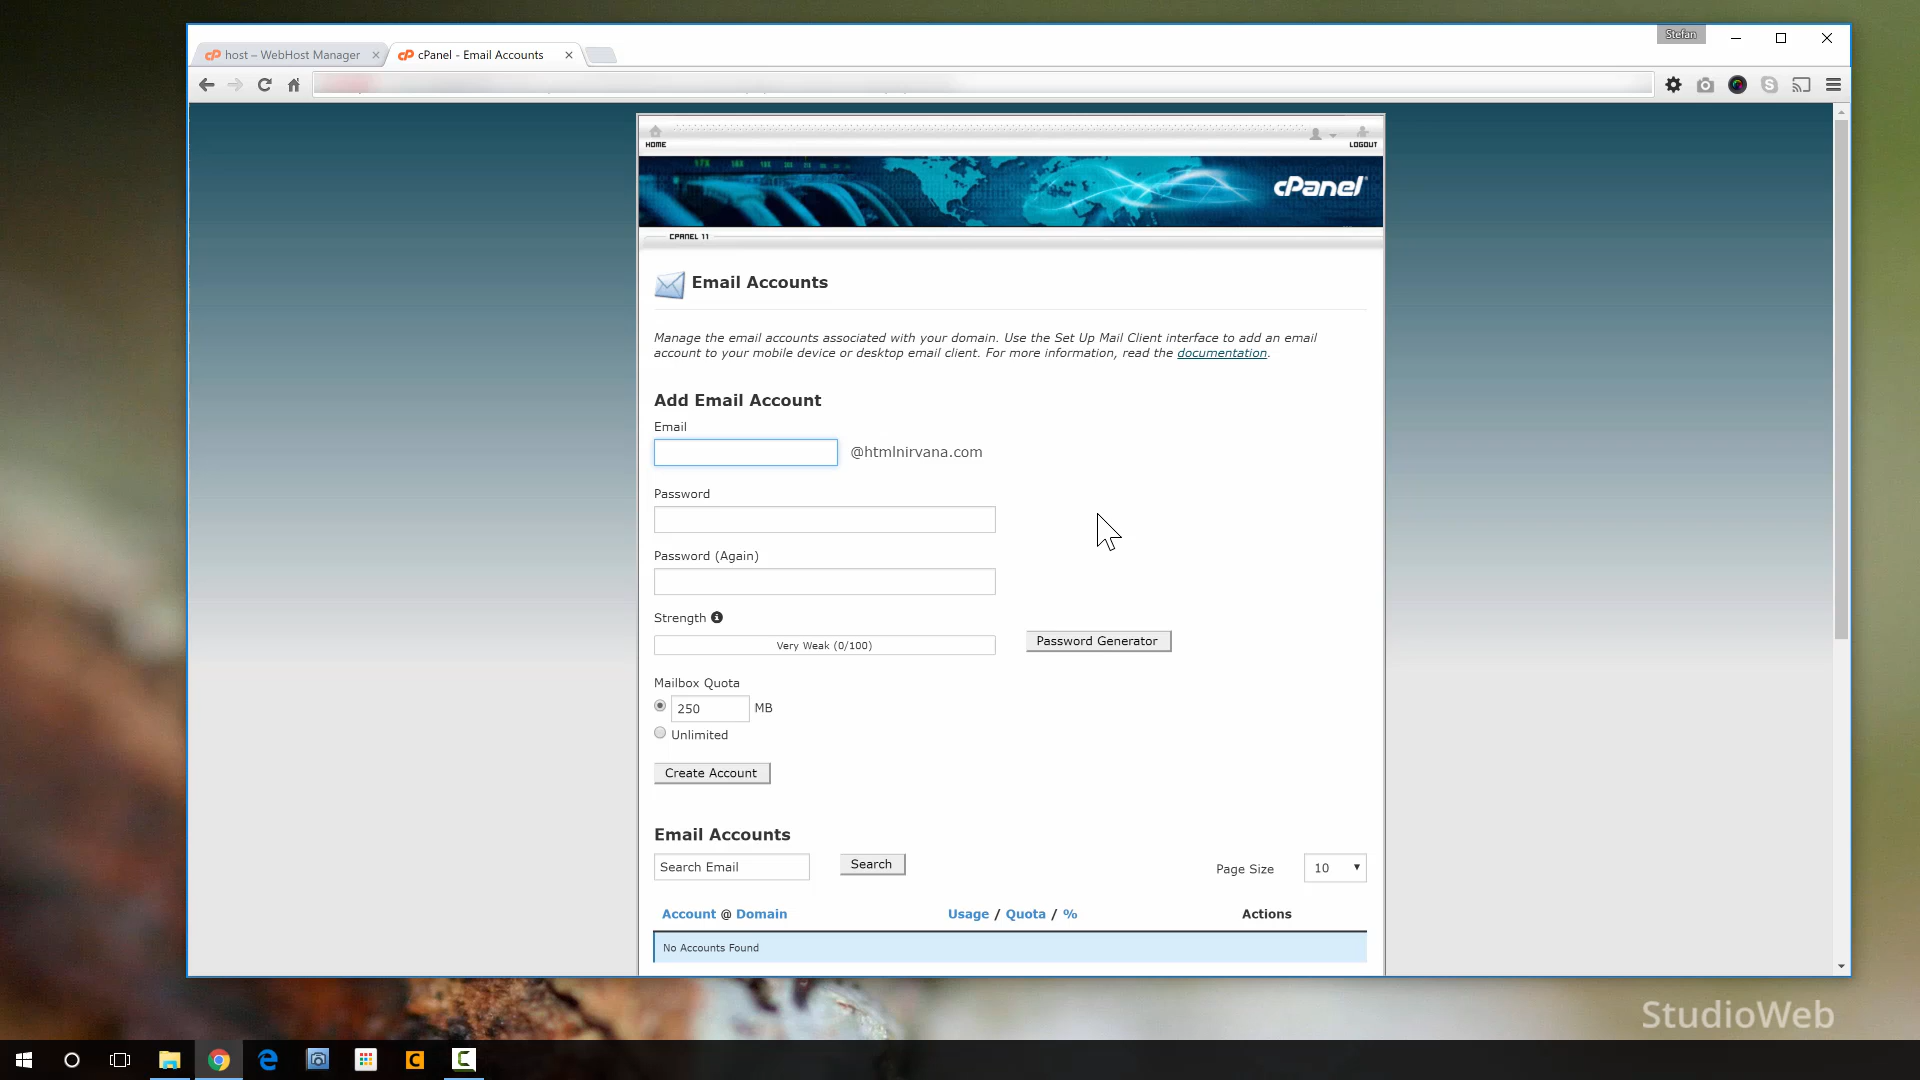 Stefan
host – WebHost Manager
cPanel - Email Accounts
HOME
LOGOUT
cPanel
CPANEL 11
Email Accounts
Manage the email accounts associated with your domain. Use the Set Up Mail Client interface to add an email
account to your mobile device or desktop email client. For more information, read the documentation.
Add Email Account
Email
@htmlnirvana.com
Password
Password (Again)
Strength
Very Weak (0/100)
Password Generator
Mailbox Quota
250 MB
Unlimited
Create Account
Email Accounts
Search Email
Search
Page Size
10
Account @ Domain
Usage / Quota / %
Actions
No Accounts Found
StudioWeb